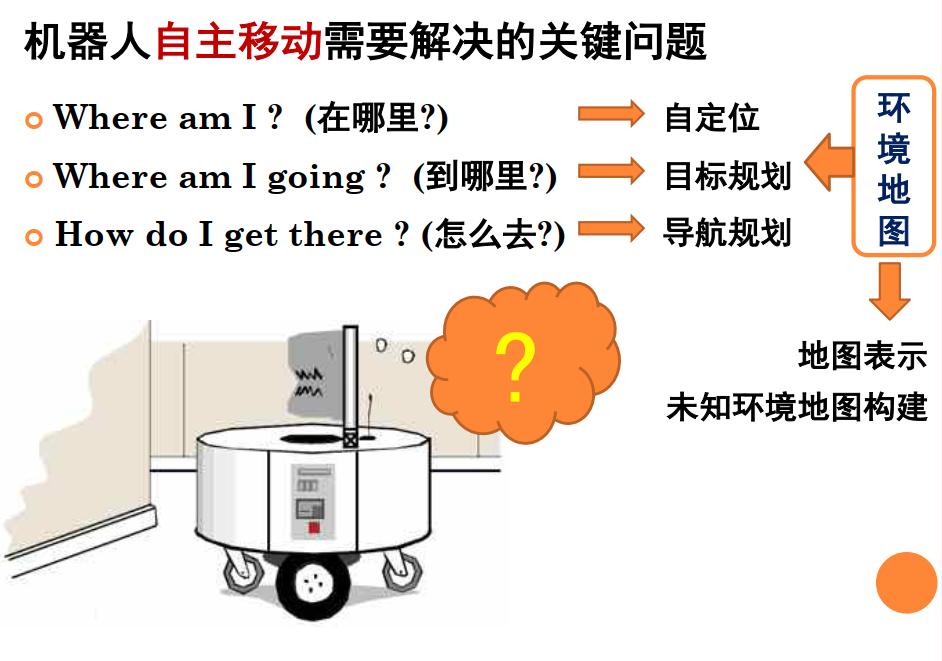 机器人自主移动需要解决的关键问题
Where am I ? (在哪里?)
自定位
Where am I going ? (到哪里?)
目标规划
How do I get there ? (怎么去?)
导航规划
环
境
地
图
?
地图表示
未知环境地图构建